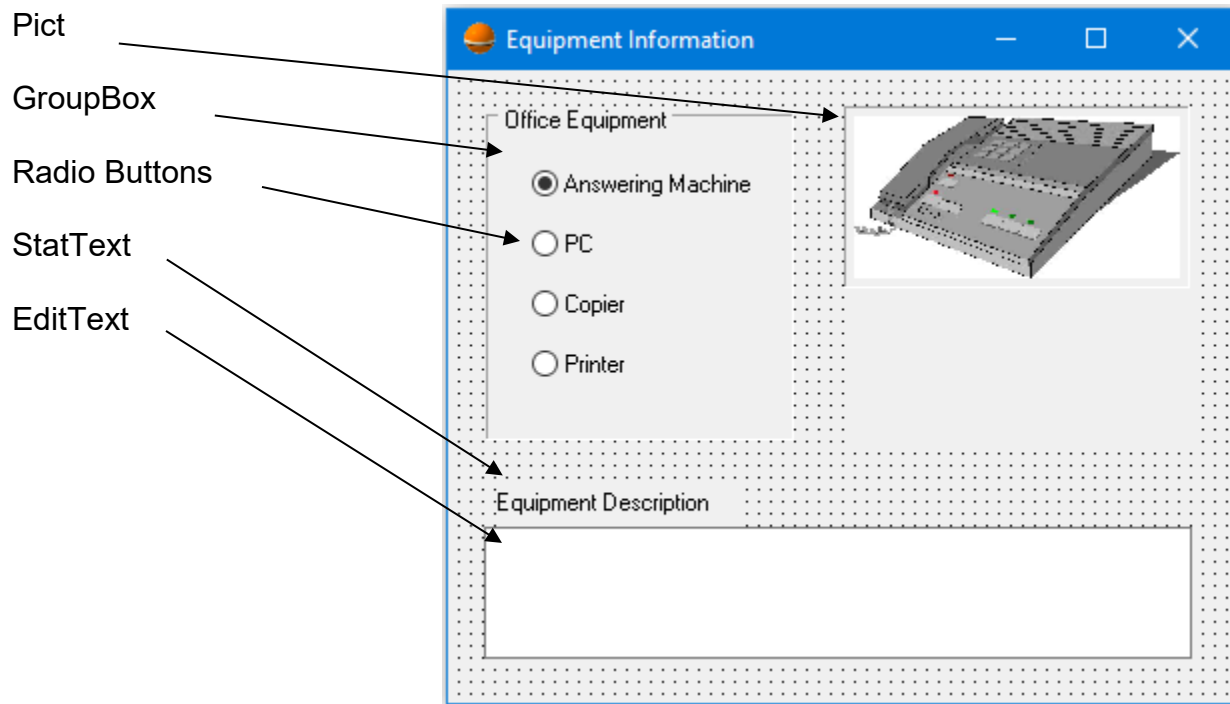 Pict
GroupBox
Radio Buttons
StatText
EditText
Equipment Information
Office Equipment
Answering Machine
PC
Copier
Printer
Equipment Description